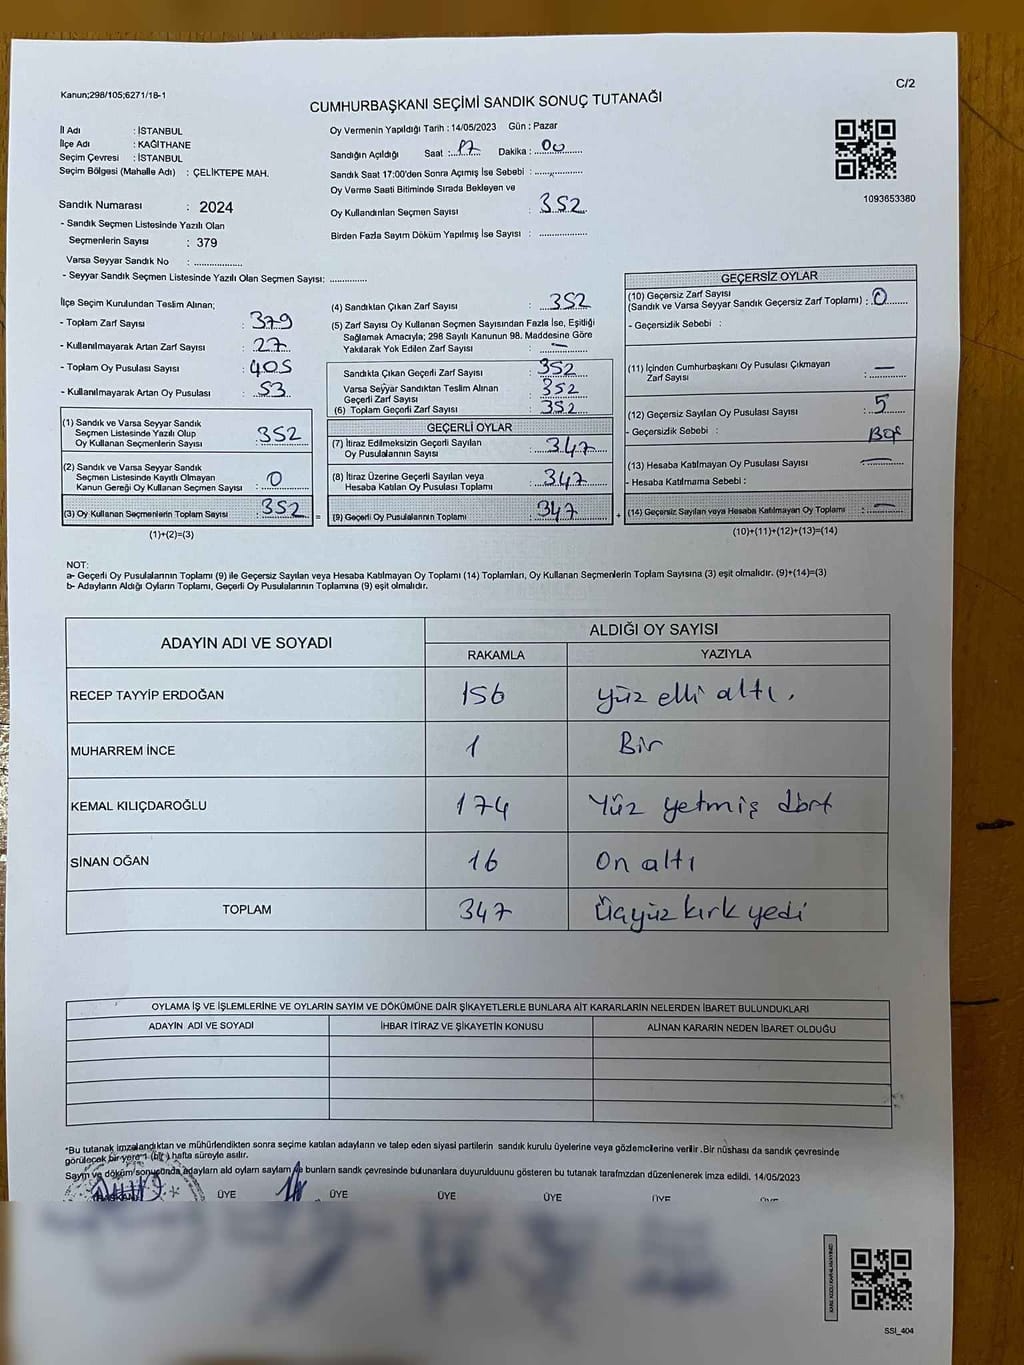 Kanun;298/105;6271/18-1
C/2
CUMHURBAŞKANI SEÇİMİ SANDIK SONUÇ TUTANAĞI
İl Adı : İSTANBUL
İlçe Adı : KAĞITHANE
Seçim Çevresi : İSTANBUL
Seçim Bölgesi (Mahalle Adı) : ÇELİKTEPE MAH.
Sandık Numarası : 2024
- Sandık Seçmen Listesinde Yazılı Olan
Seçmenlerin Sayısı : 379
Varsa Seyyar Sandık No : ..................
- Seyyar Sandık Seçmen Listesinde Yazılı Olan Seçmen Sayısı: .............
Oy Vermenin Yapıldığı Tarih : 14/05/2023 Gün : Pazar
Sandığın Açıldığı Saat : 17 Dakika : 00
Sandık Saat 17:00'den Sonra Açımış İse Sebebi : ..............
Oy Verme Saati Bitiminde Sırada Bekleyen ve
Oy Kullandırılan Seçmen Sayısı : 352
Birden Fazla Sayım Döküm Yapılmış İse Sayısı : ..............
1093653380
İlçe Seçim Kurulundan Teslim Alınan;
- Toplam Zarf Sayısı : 379
- Kullanılmayarak Artan Zarf Sayısı : 27
- Toplam Oy Pusulası Sayısı : 405
- Kullanılmayarak Artan Oy Pusulası : 53
(1) Sandık ve Varsa Seyyar Sandık
Seçmen Listesinde Yazılı Olup
Oy Kullanan Seçmenlerin Sayısı : 352
(2) Sandık ve Varsa Seyyar Sandık
Seçmen Listesinde Kayıtlı Olmayan
Kanun Gereği Oy Kullanan Seçmen Sayısı : 0
(3) Oy Kullanan Seçmenlerin Toplam Sayısı : 352 =
(1)+(2)=(3)
(4) Sandıktan Çıkan Zarf Sayısı : 352
(5) Zarf Sayısı Oy Kullanan Seçmen Sayısından Fazla İse, Eşitliği
Sağlamak Amacıyla; 298 Sayılı Kanunun 98. Maddesine Göre
Yakılarak Yok Edilen Zarf Sayısı : —
Sandıkta Çıkan Geçerli Zarf Sayısı : 352
Varsa Seyyar Sandıktan Teslim Alınan
Geçerli Zarf Sayısı : 352
(6) Toplam Geçerli Zarf Sayısı : 352
GEÇERLİ OYLAR
(7) İtiraz Edilmeksizin Geçerli Sayılan
Oy Pusulalarının Sayısı : 347
(8) İtiraz Üzerine Geçerli Sayılan veya
Hesaba Katılan Oy Pusulası Toplamı : 347
(9) Geçerli Oy Pusulalarının Toplamı : 347 +
GEÇERSİZ OYLAR
(10) Geçersiz Zarf Sayısı
(Sandık ve Varsa Seyyar Sandık Geçersiz Zarf Toplamı) : 0
- Geçersizlik Sebebi :
(11) İçinden Cumhurbaşkanı Oy Pusulası Çıkmayan
Zarf Sayısı : —
(12) Geçersiz Sayılan Oy Pusulası Sayısı : 5
- Geçersizlik Sebebi :
(13) Hesaba Katılmayan Oy Pusulası Sayısı : —
- Hesaba Katılmama Sebebi :
(14) Geçersiz Sayılan veya Hesaba Katılmayan Oy Toplamı : —
(10)+(11)+(12)+(13)=(14)
NOT:
a- Geçerli Oy Pusulalarının Toplamı (9) ile Geçersiz Sayılan veya Hesaba Katılmayan Oy Toplamı (14) Toplamları, Oy Kullanan Seçmenlerin Toplam Sayısına (3) eşit olmalıdır. (9)+(14)=(3)
b- Adayların Aldığı Oyların Toplamı, Geçerli Oy Pusulalarının Toplamına (9) eşit olmalıdır.
ADAYIN ADI VE SOYADI ALDIĞI OY SAYISI
RAKAMLA YAZIYLA
RECEP TAYYİP ERDOĞAN 156 yüz elli altı.
MUHARREM İNCE 1 Bir
KEMAL KILIÇDAROĞLU 174 Yüz yetmiş dört
SİNAN OĞAN 16 On altı
TOPLAM 347 Üçyüz kırk yedi
OYLAMA İŞ VE İŞLEMLERİNE VE OYLARIN SAYIM VE DÖKÜMÜNE DAİR ŞİKAYETLERLE BUNLARA AİT KARARLARIN NELERDEN İBARET BULUNDUKLARI
ADAYIN ADI VE SOYADI İHBAR İTİRAZ VE ŞİKAYETİN KONUSU ALINAN KARARIN NEDEN İBARET OLDUĞU
*Bu tutanak imzalandıktan ve mühürlendikten sonra seçime katılan adayların ve talep eden siyasi partilerin sandık kurulu üyelerine veya gözlemcilerine verilir. Bir nüshası da sandık çevresinde
görülecek bir yere 1 (bir) hafta süreyle asılır.
Sayım ve döküm sonucunda adayların aldı oyların sayları ile bunların sandk çevresinde bulunanlara duyurulduunu gösteren bu tutanak tarafımzdan düzenlenerek imza edildi. 14/05/2023
BAŞKAN ÜYE ÜYE ÜYE ÜYE ÜYE ÜYE
SSI_404